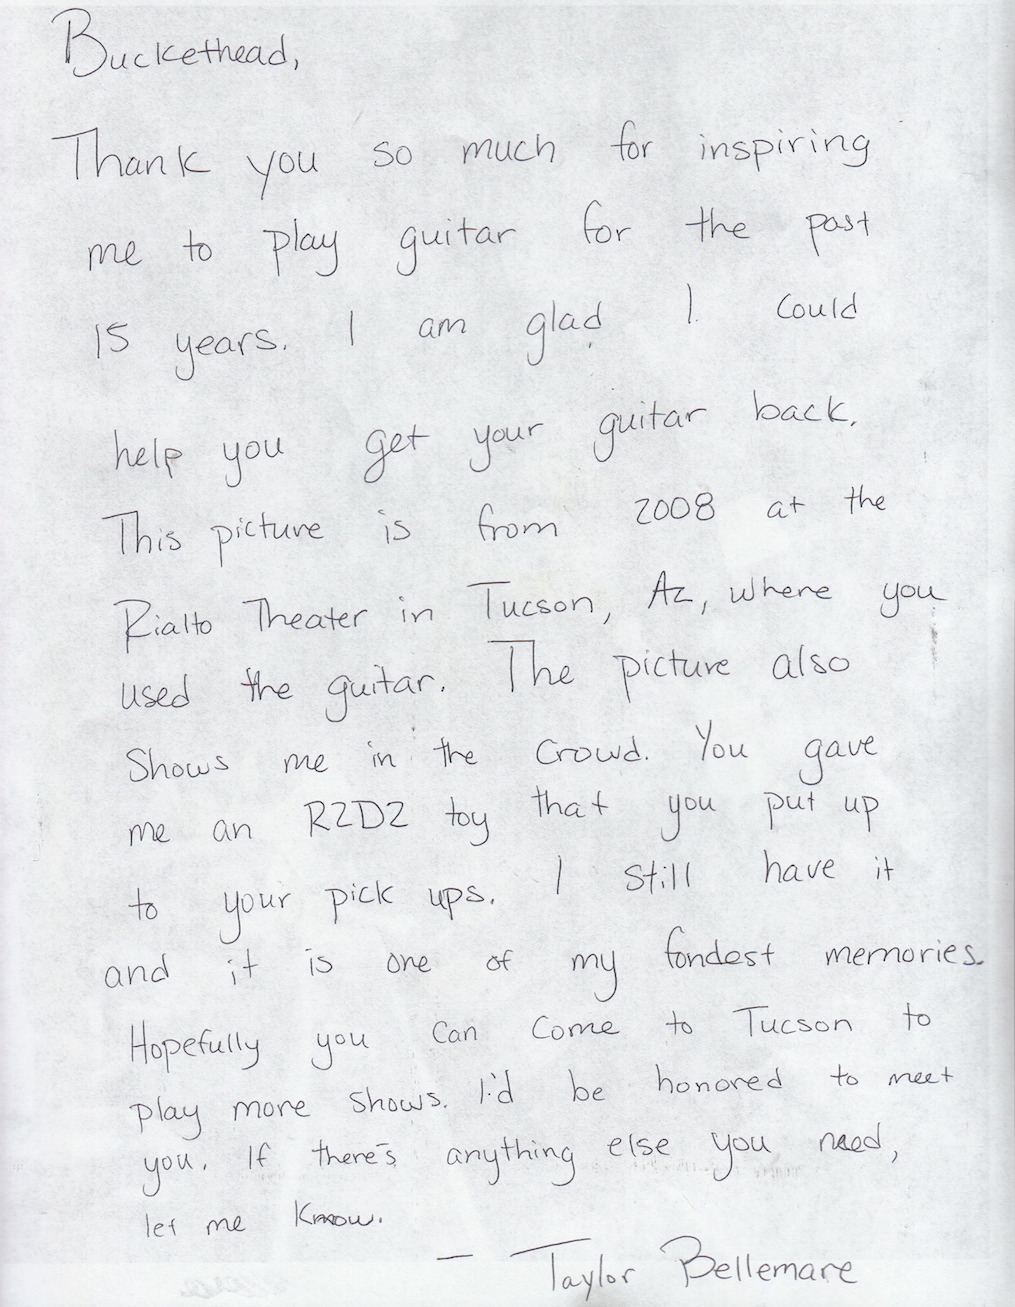 Buckethead,
Thank you so much for inspiring
me to play guitar for the past
15 years. I am glad I could
help you get your guitar back.
This picture is from 2008 at the
Rialto Theater in Tucson, Az, where you
used the guitar. The picture also
Shows me in the crowd. You gave
me an R2D2 toy that you put up
to your pick ups. I still have it
and it is one of my fondest memories.
Hopefully you can come to Tucson to
play more shows. I'd be honored to meet
you. If there's anything else you need,
let me know.
— Taylor Bellemare